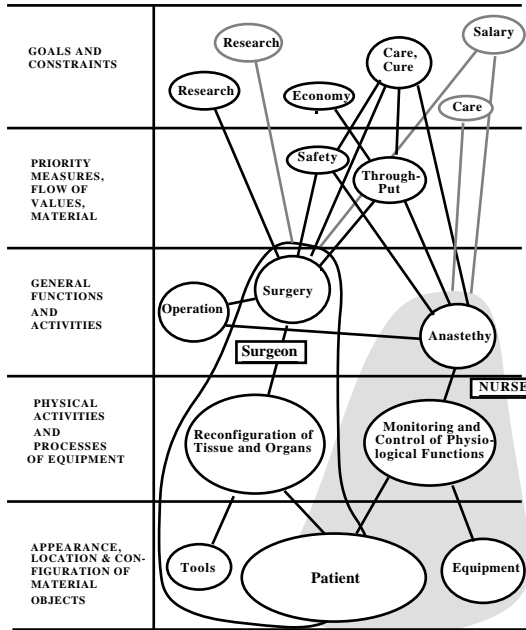 GOALS AND
CONSTRAINTS
Research
Research
Economy
Care,
Cure
Salary
Care
PRIORITY
MEASURES,
FLOW OF
VALUES,
MATERIAL
Safety
Through-
Put
GENERAL
FUNCTIONS
AND
ACTIVITIES
Operation
Surgery
Anastethy
Surgeon
NURSE
PHYSICAL
ACTIVITIES
AND
PROCESSES
OF EQUIPMENT
Reconfiguration of
Tissue and Organs
Monitoring and
Control of Physio-
logical Functions
APPEARANCE,
LOCATION & CON-
FIGURATION OF
MATERIAL
OBJECTS
Tools
Patient
Equipment